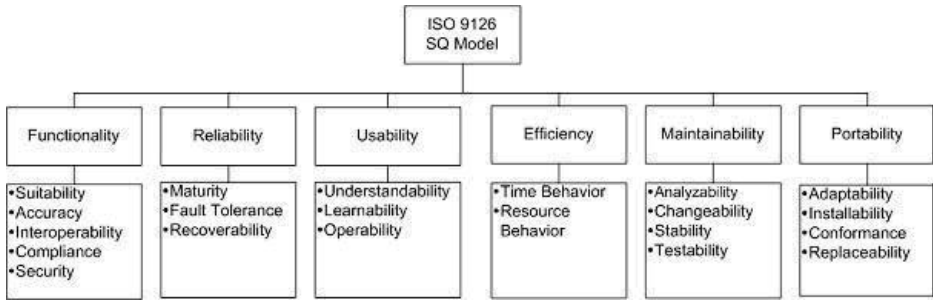 ISO 9126
SQ Model
Functionality
Reliability
Usability
Efficiency
Maintainability
Portability
•Suitability
•Accuracy
•Interoperability
•Compliance
•Security
•Maturity
•Fault Tolerance
•Recoverability
•Understandability
•Learnability
•Operability
•Time Behavior
•Resource
Behavior
•Analyzability
•Changeability
•Stability
•Testability
•Adaptability
•Installability
•Conformance
•Replaceability